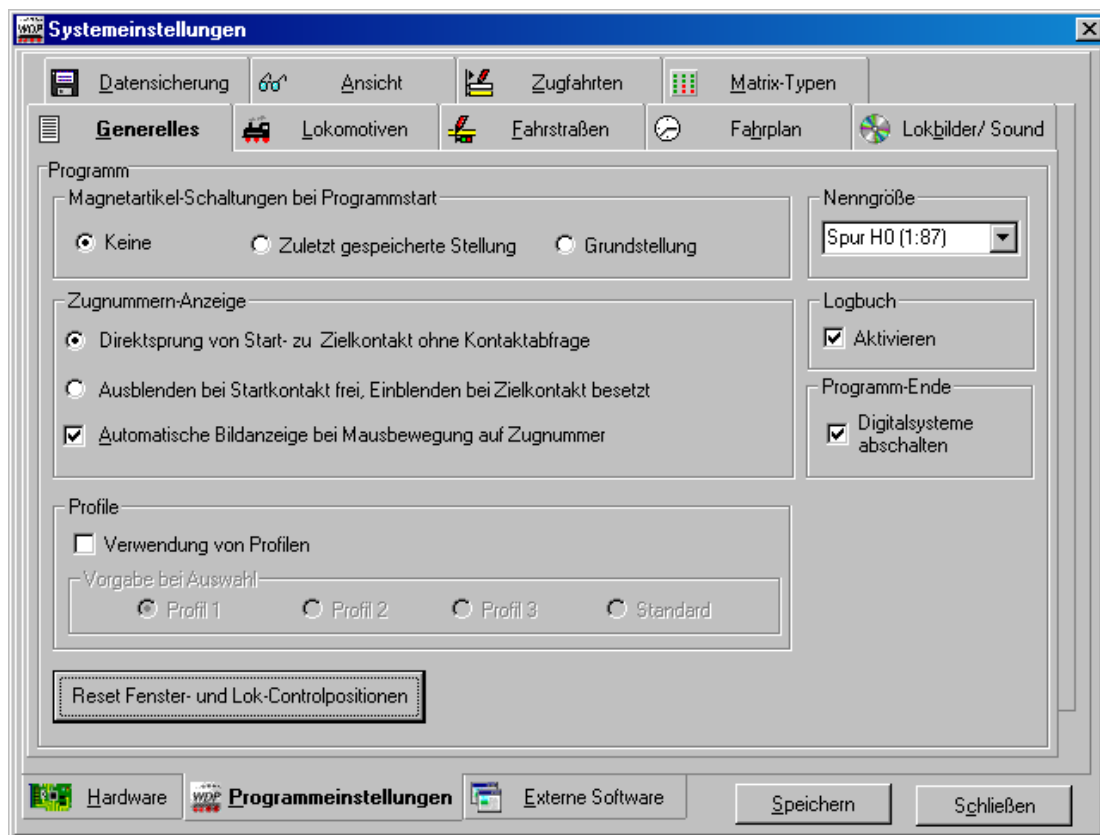 WDP Systemeinstellungen
Datensicherung Ansicht Zugfahrten Matrix-Typen
Generelles Lokomotiven Fahrstraßen Fahrplan Lokbilder/ Sound
Programm
Magnetartikel-Schaltungen bei Programmstart
Keine Zuletzt gespeicherte Stellung Grundstellung
Nenngröße
Spur H0 (1:87)
Zugnummern-Anzeige
Direktsprung von Start- zu Zielkontakt ohne Kontaktabfrage
Ausblenden bei Startkontakt frei, Einblenden bei Zielkontakt besetzt
Automatische Bildanzeige bei Mausbewegung auf Zugnummer
Logbuch
Aktivieren
Programm-Ende
Digitalsysteme
abschalten
Profile
Verwendung von Profilen
Vorgabe bei Auswahl
Profil 1 Profil 2 Profil 3 Standard
Reset Fenster- und Lok-Controlpositionen
Hardware WDP Programmeinstellungen Externe Software Speichern Schließen